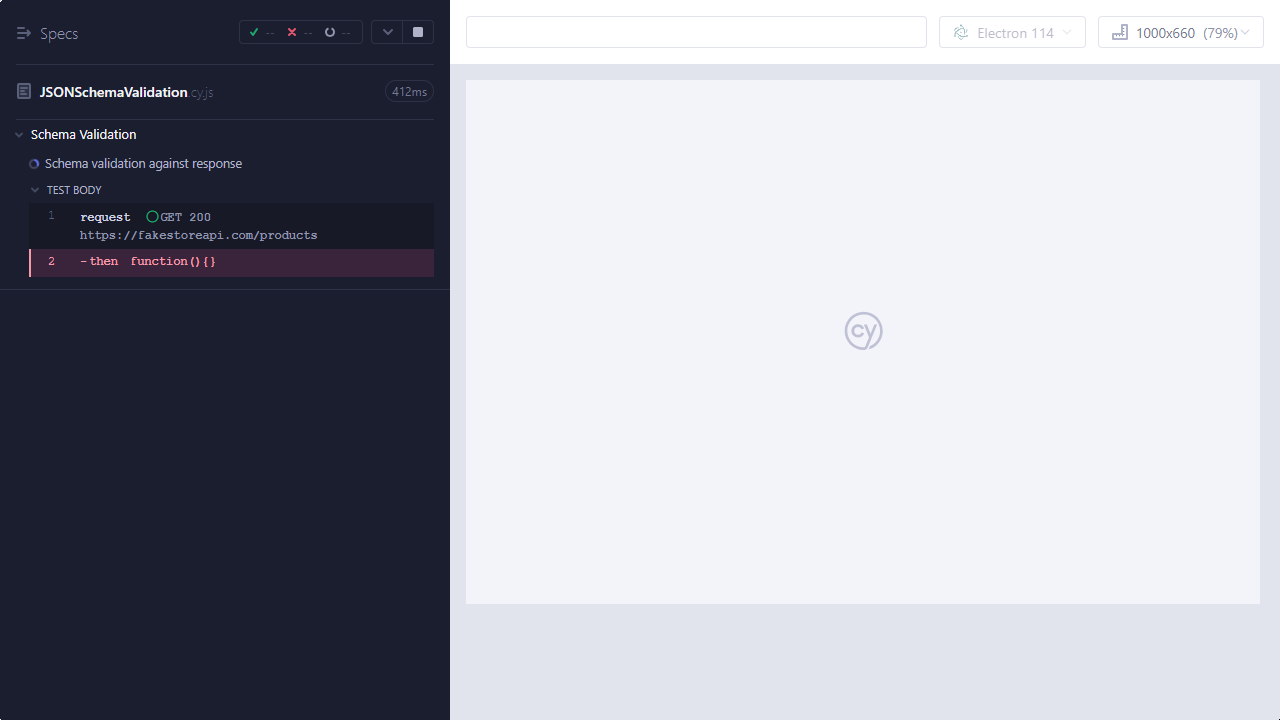 Specs
-- -- --
Electron 114
1000x660 (79%)
JSONSchemaValidation.cy.js
412ms
Schema Validation
Schema validation against response
TEST BODY
1 request GET 200
https://fakestoreapi.com/products
2 -then function(){}
cy